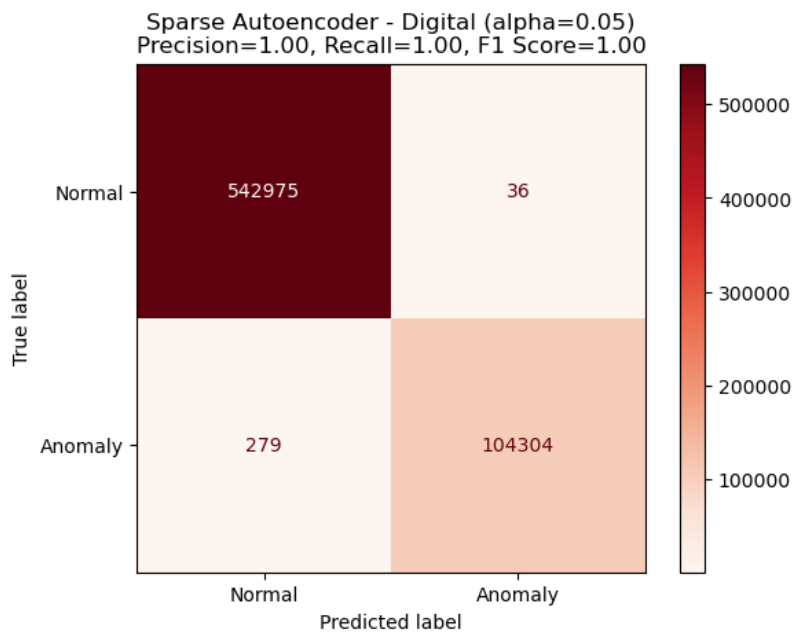 Sparse Autoencoder - Digital (alpha=0.05)
Precision=1.00, Recall=1.00, F1 Score=1.00
Normal
542975
36
Anomaly
279
104304
Normal
Anomaly
Predicted label
True label
500000
400000
300000
200000
100000